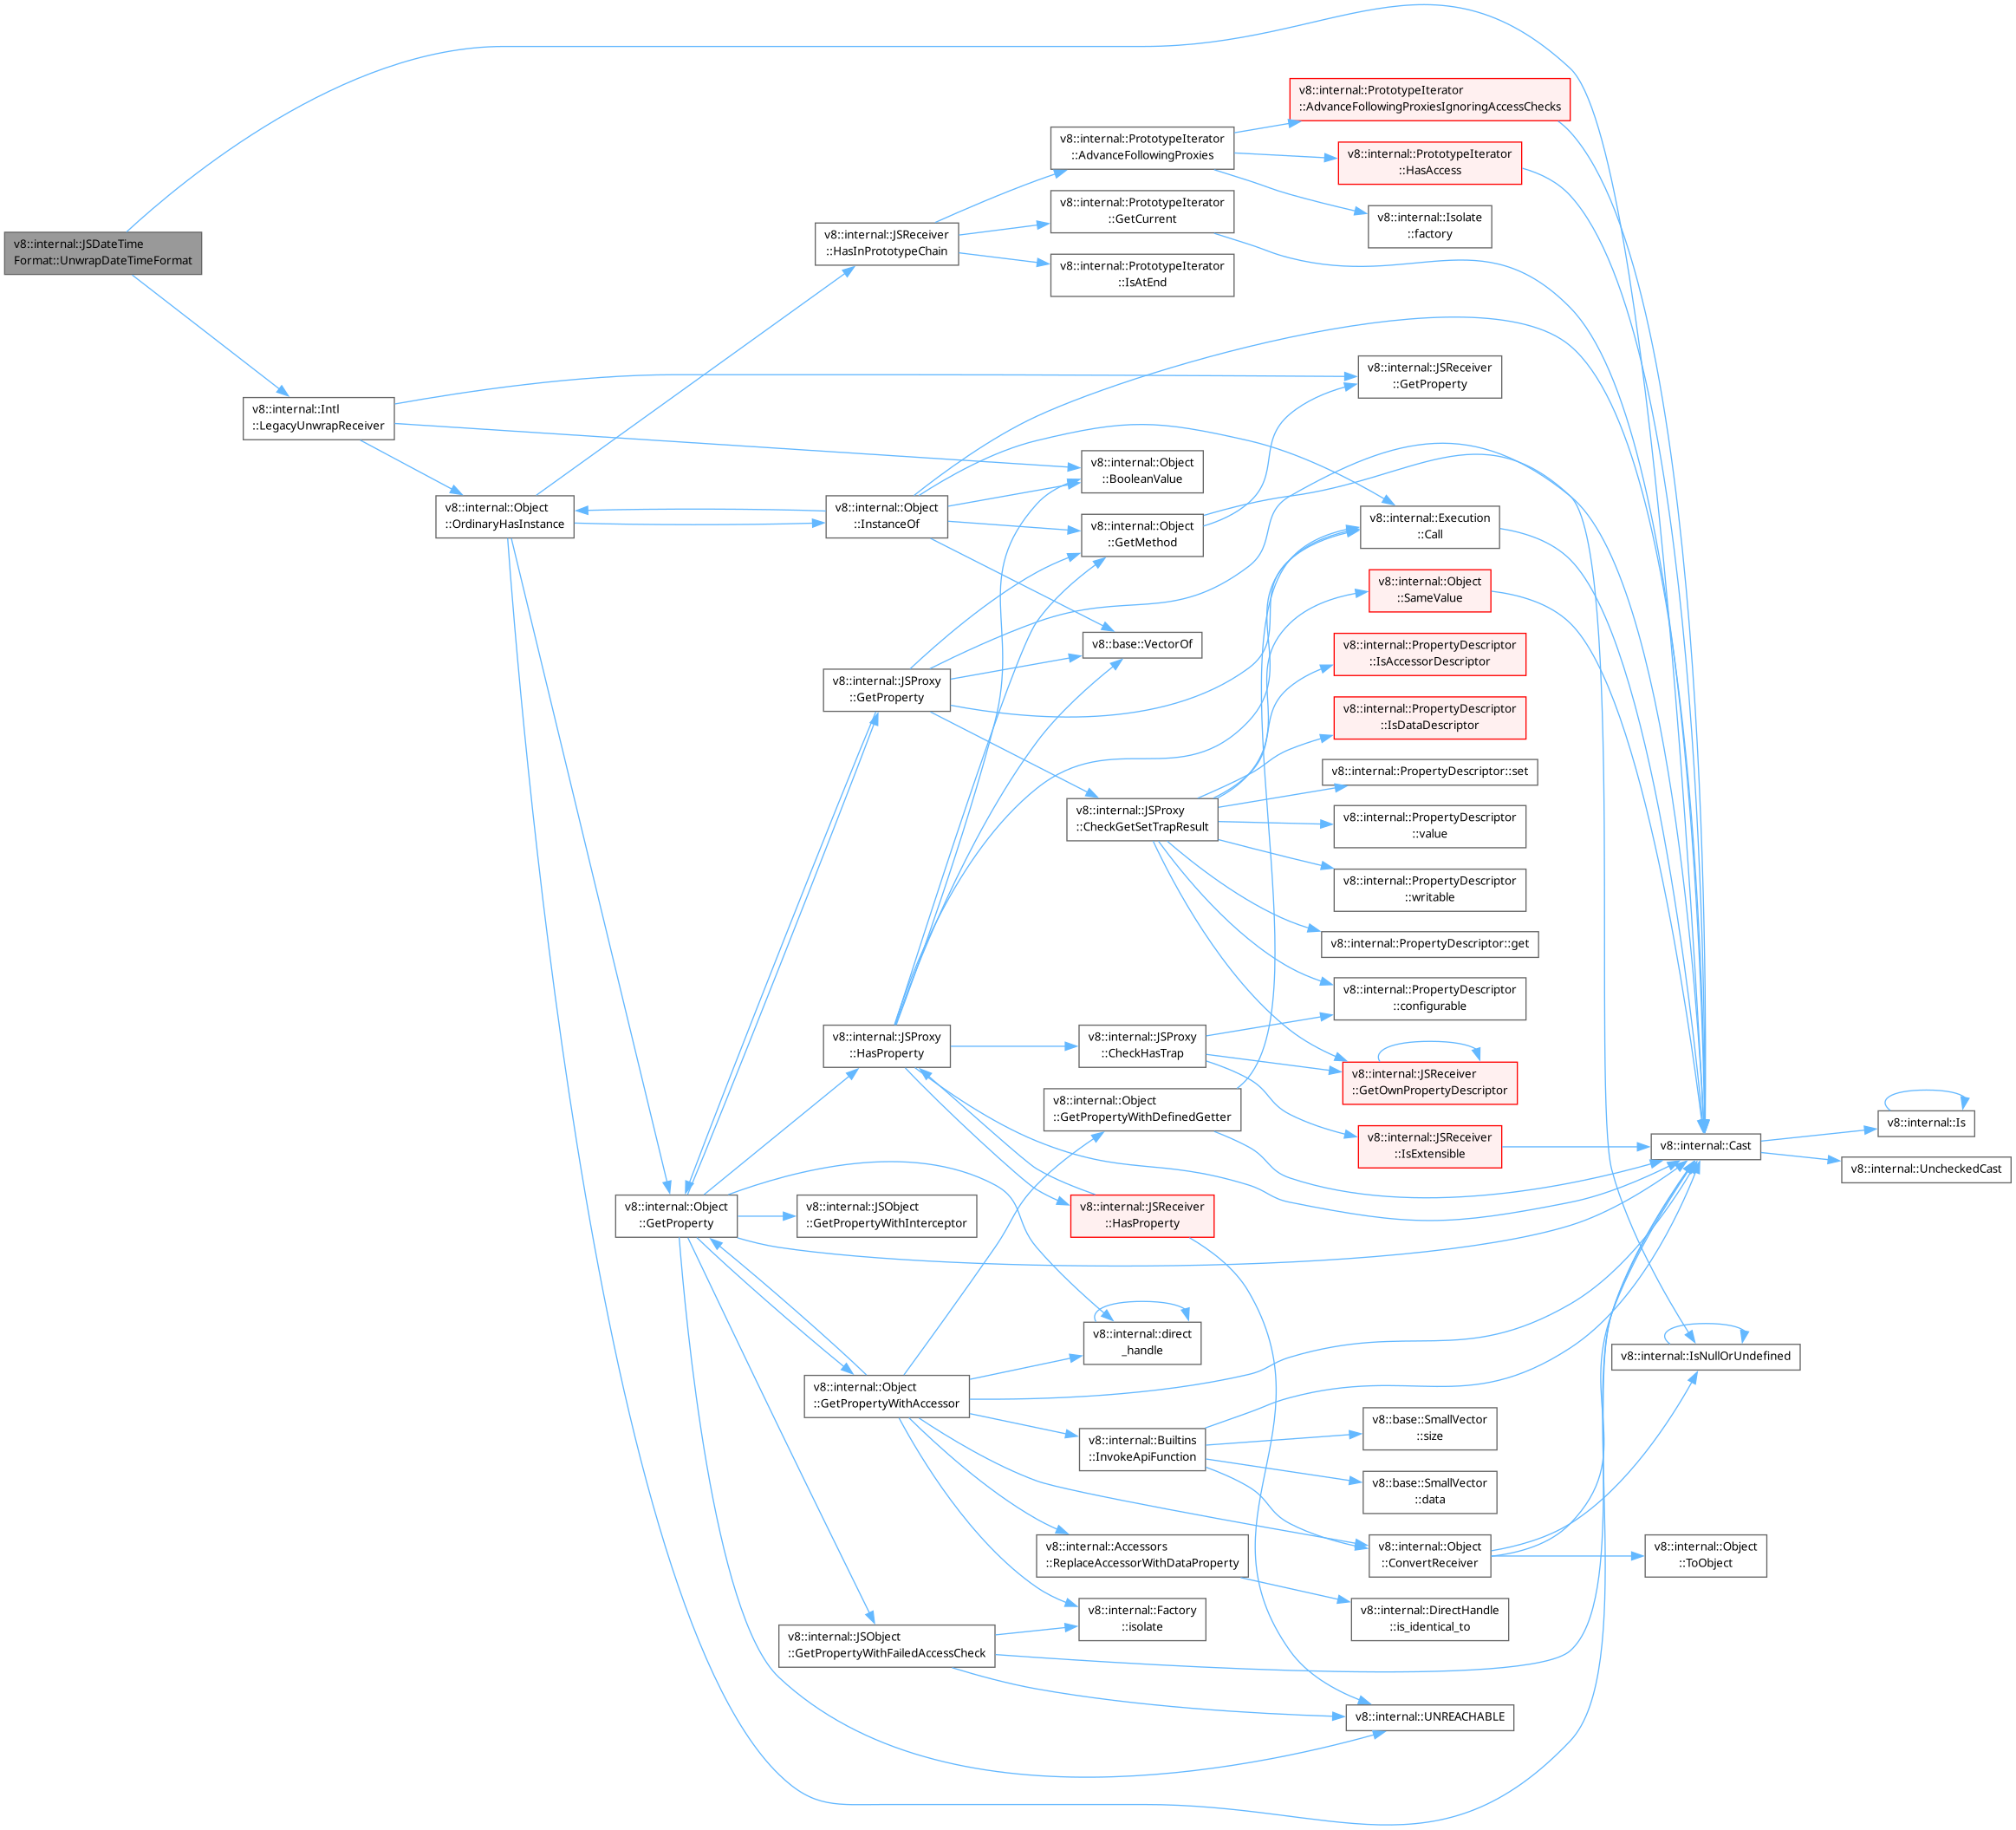 v8::internal::JSDateTime
Format::UnwrapDateTimeFormat
v8::internal::Intl
::LegacyUnwrapReceiver
v8::internal::Object
::OrdinaryHasInstance
v8::internal::Object
::GetProperty
v8::internal::JSReceiver
::HasInPrototypeChain
v8::internal::Object
::InstanceOf
v8::internal::JSProxy
::GetProperty
v8::internal::JSProxy
::HasProperty
v8::internal::JSObject
::GetPropertyWithInterceptor
v8::internal::Object
::GetPropertyWithAccessor
v8::internal::JSObject
::GetPropertyWithFailedAccessCheck
v8::internal::PrototypeIterator
::AdvanceFollowingProxies
v8::internal::PrototypeIterator
::GetCurrent
v8::internal::PrototypeIterator
::IsAtEnd
v8::internal::Object
::BooleanValue
v8::internal::Object
::GetMethod
v8::base::VectorOf
v8::internal::JSProxy
::CheckGetSetTrapResult
v8::internal::JSProxy
::CheckHasTrap
v8::internal::Object
::GetPropertyWithDefinedGetter
v8::internal::JSReceiver
::HasProperty
v8::internal::direct
_handle
v8::internal::Builtins
::InvokeApiFunction
v8::internal::Accessors
::ReplaceAccessorWithDataProperty
v8::internal::Factory
::isolate
v8::internal::PrototypeIterator
::AdvanceFollowingProxiesIgnoringAccessChecks
v8::internal::PrototypeIterator
::HasAccess
v8::internal::Isolate
::factory
v8::internal::JSReceiver
::GetProperty
v8::internal::Execution
::Call
v8::internal::Object
::SameValue
v8::internal::PropertyDescriptor
::IsAccessorDescriptor
v8::internal::PropertyDescriptor
::IsDataDescriptor
v8::internal::PropertyDescriptor::set
v8::internal::PropertyDescriptor
::value
v8::internal::PropertyDescriptor
::writable
v8::internal::PropertyDescriptor::get
v8::internal::PropertyDescriptor
::configurable
v8::internal::JSReceiver
::GetOwnPropertyDescriptor
v8::internal::JSReceiver
::IsExtensible
v8::base::SmallVector
::size
v8::base::SmallVector
::data
v8::internal::Object
::ConvertReceiver
v8::internal::DirectHandle
::is_identical_to
v8::internal::UNREACHABLE
v8::internal::Cast
v8::internal::IsNullOrUndefined
v8::internal::Object
::ToObject
v8::internal::Is
v8::internal::UncheckedCast